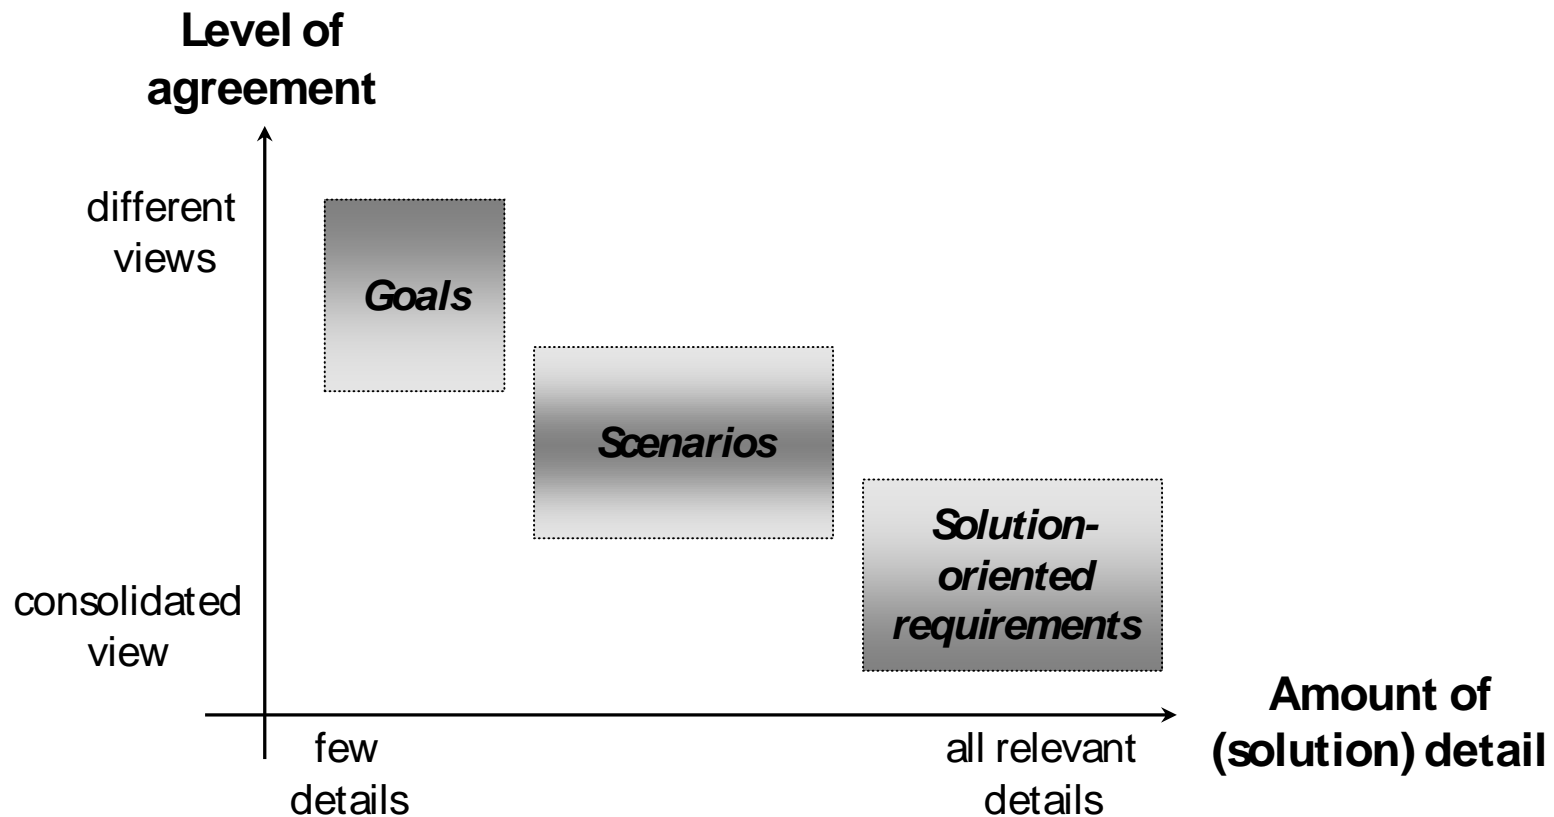 Level of
agreement
different
views
Goals
Scenarios
Solution-
oriented
requirements
consolidated
view
Amount of
(solution) detail
few
details
all relevant
details